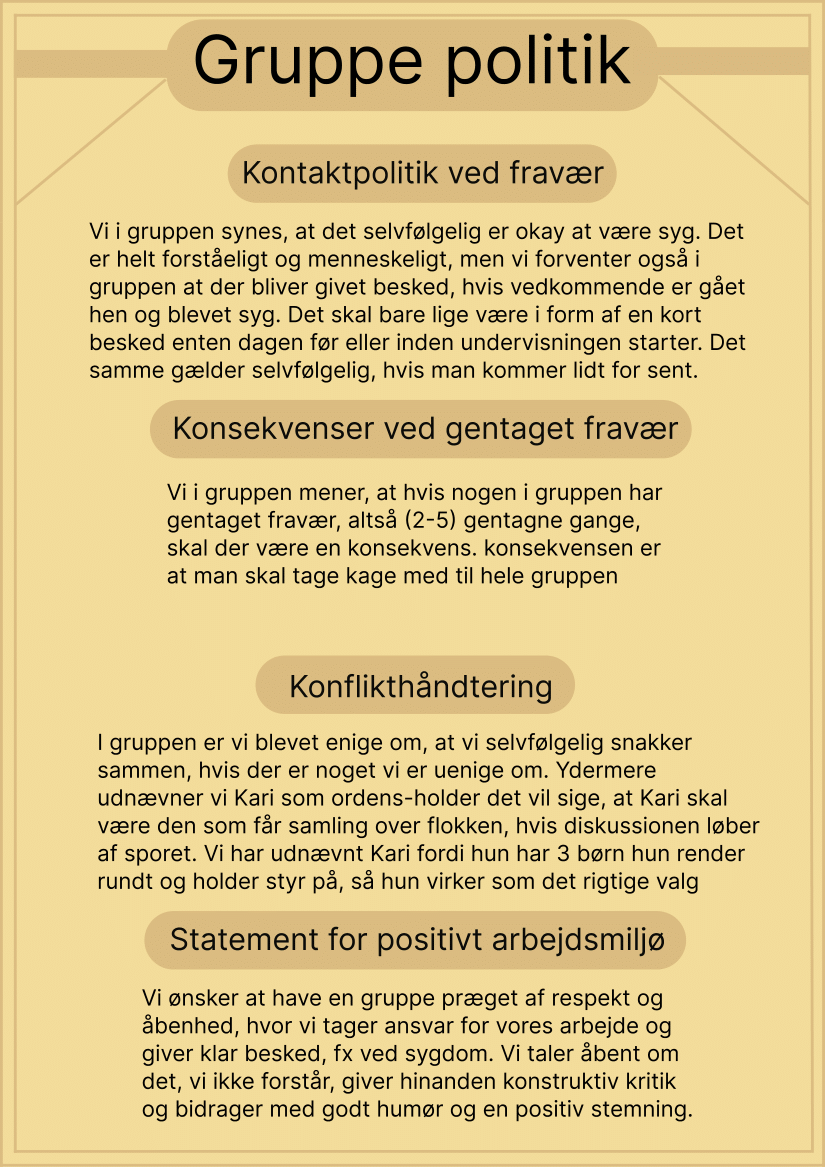 Gruppe politik
Kontaktpolitik ved fravær
Vi i gruppen synes, at det selvfølgelig er okay at være syg. Det
er helt forståeligt og menneskeligt, men vi forventer også i
gruppen at der bliver givet besked, hvis vedkommende er gået
hen og blevet syg. Det skal bare lige være i form af en kort
besked enten dagen før eller inden undervisningen starter. Det
samme gælder selvfølgelig, hvis man kommer lidt for sent.
Konsekvenser ved gentaget fravær
Vi i gruppen mener, at hvis nogen i gruppen har
gentaget fravær, altså (2-5) gentagne gange,
skal der være en konsekvens. konsekvensen er
at man skal tage kage med til hele gruppen
Konflikthåndtering
I gruppen er vi blevet enige om, at vi selvfølgelig snakker
sammen, hvis der er noget vi er uenige om. Ydermere
udnævner vi Kari som ordens-holder det vil sige, at Kari skal
være den som får samling over flokken, hvis diskussionen løber
af sporet. Vi har udnævnt Kari fordi hun har 3 børn hun render
rundt og holder styr på, så hun virker som det rigtige valg
Statement for positivt arbejdsmiljø
Vi ønsker at have en gruppe præget af respekt og
åbenhed, hvor vi tager ansvar for vores arbejde og
giver klar besked, fx ved sygdom. Vi taler åbent om
det, vi ikke forstår, giver hinanden konstruktiv kritik
og bidrager med godt humør og en positiv stemning.